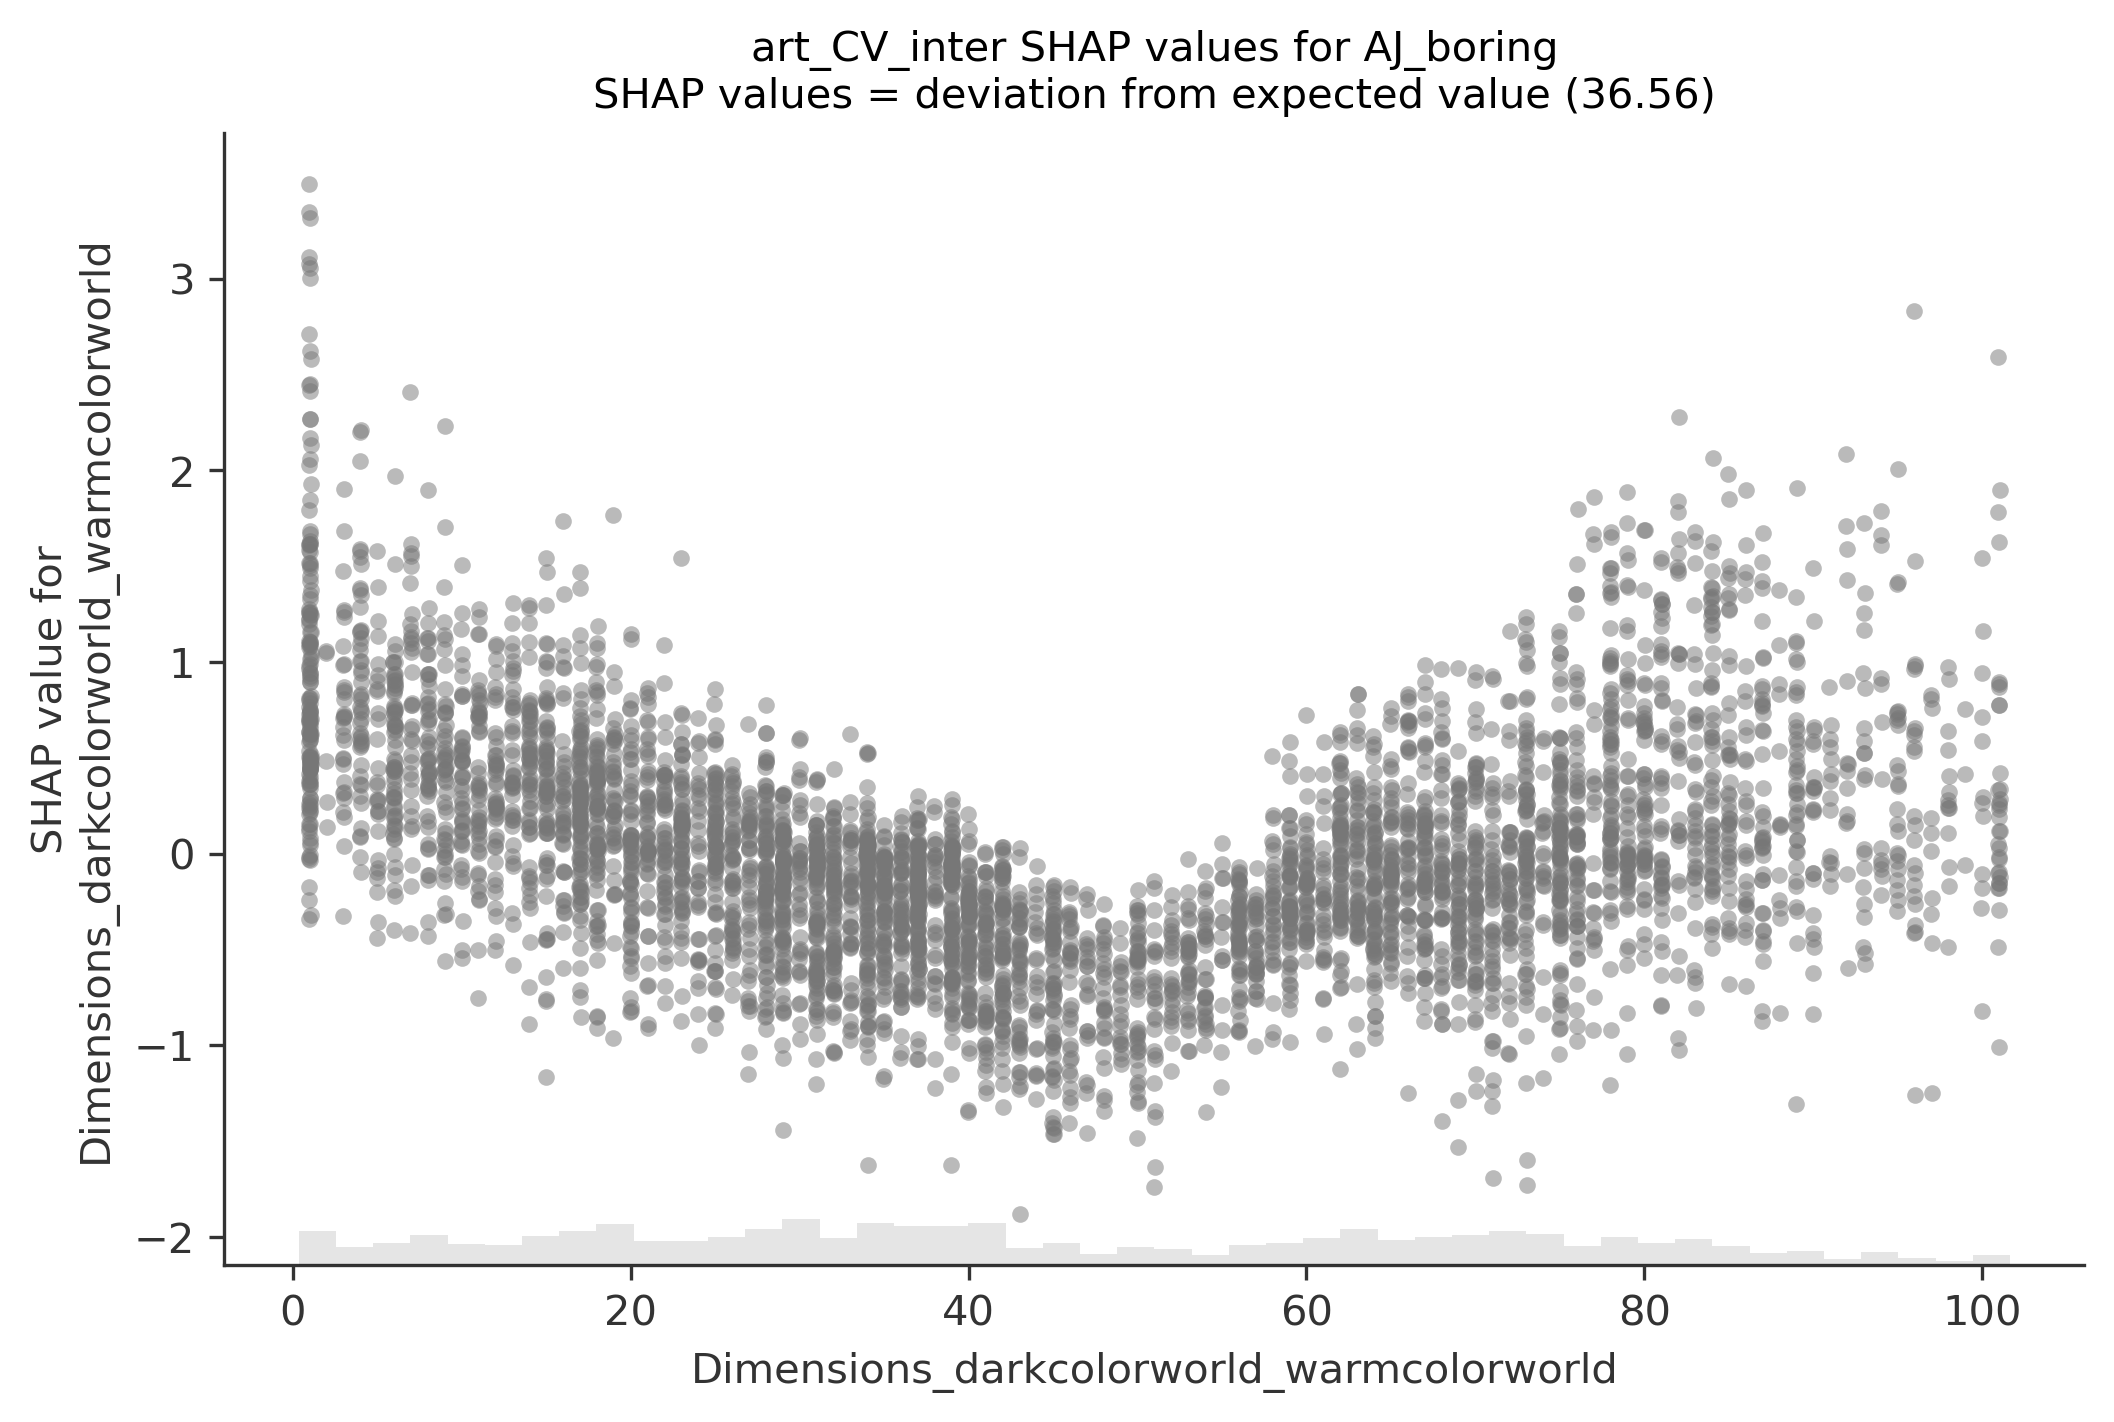 art_CV_inter SHAP values for AJ_boring
SHAP values = deviation from expected value (36.56)
SHAP value for
Dimensions_darkcolorworld_warmcolorworld
3
2
1
0
−1
−2
0 20 40 60 80 100
Dimensions_darkcolorworld_warmcolorworld